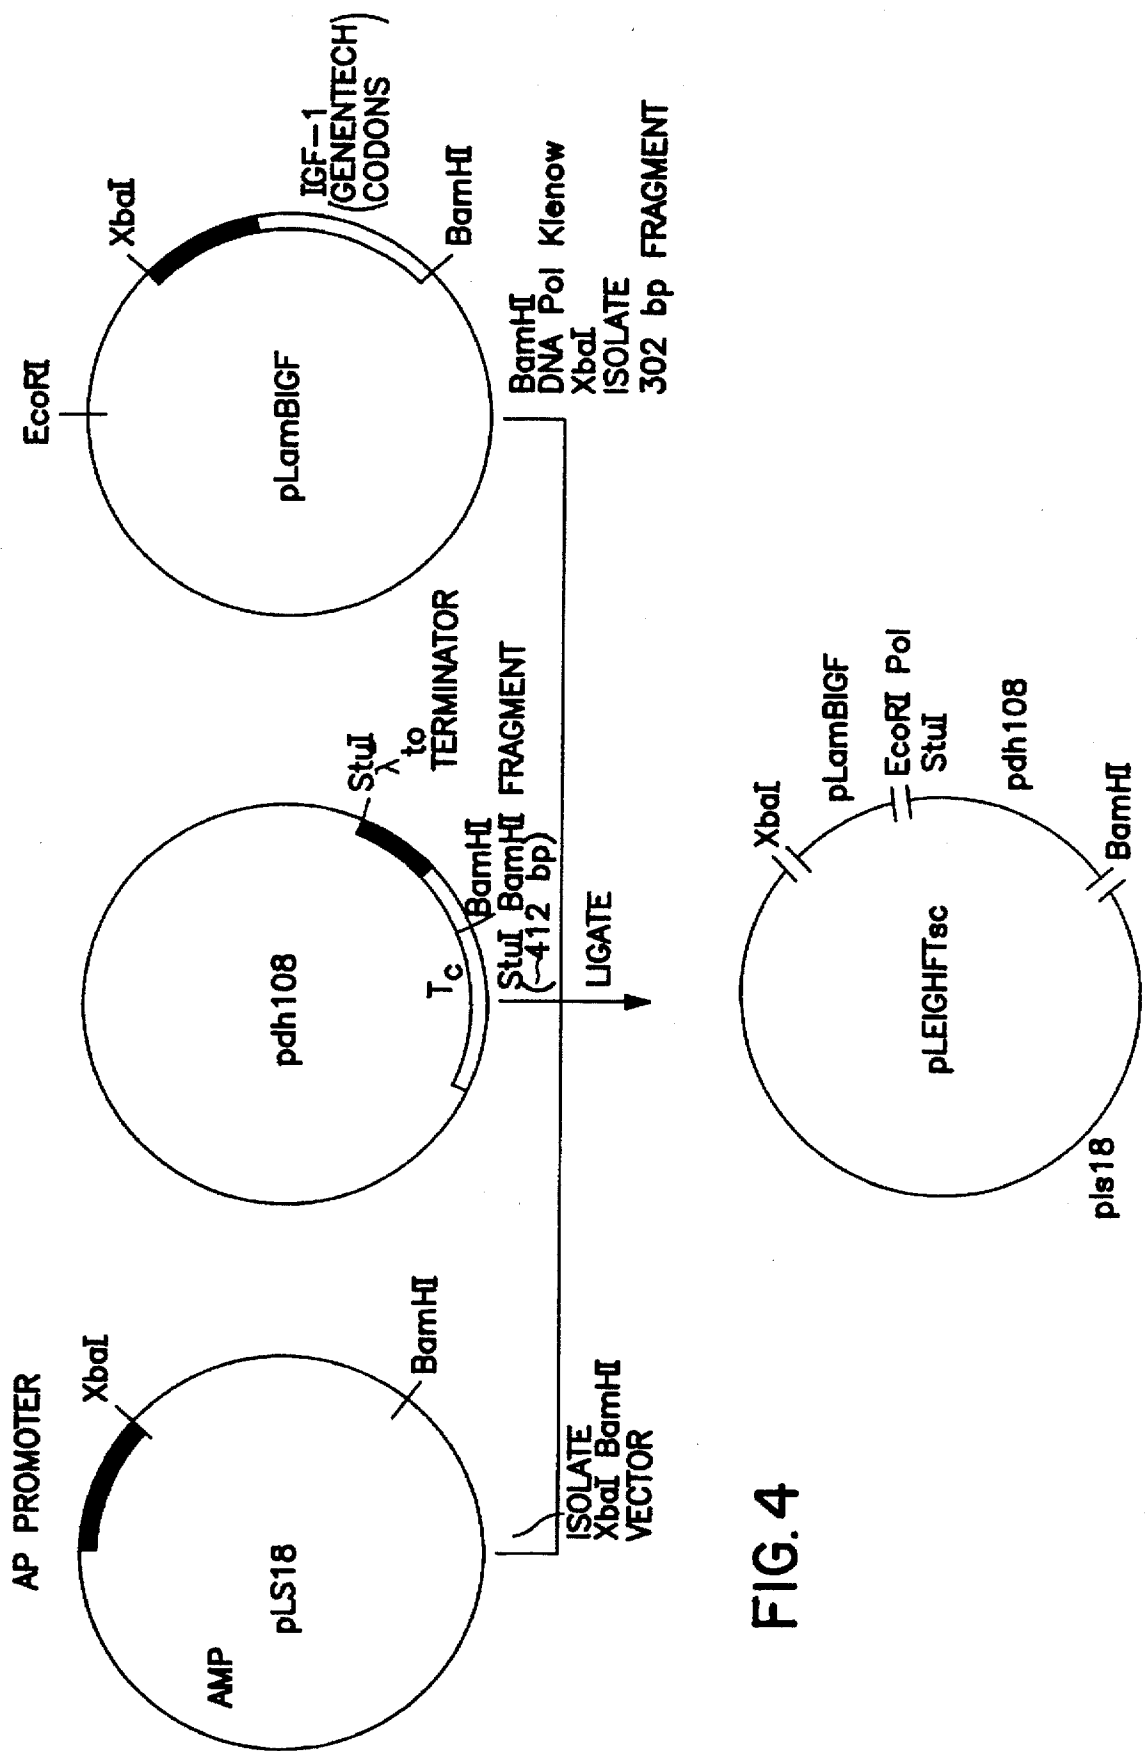 AP PROMOTER
XbaI
AMP
pLS18
BamHI
ISOLATE
XbaI BamHI
VECTOR
pdh108
Tc
StuI
λ to
TERMINATOR
BamHI
StuI BamHI FRAGMENT
(~412 bp)
LIGATE
EcoRI
XbaI
pLamBIGF
IGF-1
(GENENTECH)
(CODONS)
BamHI
BamHI
DNA Pol Klenow
XbaI
ISOLATE
302 bp FRAGMENT
XbaI
pLamBIGF
EcoRI Pol
StuI
pdh108
BamHI
pLEIGHFTsc
pls18
FIG. 4